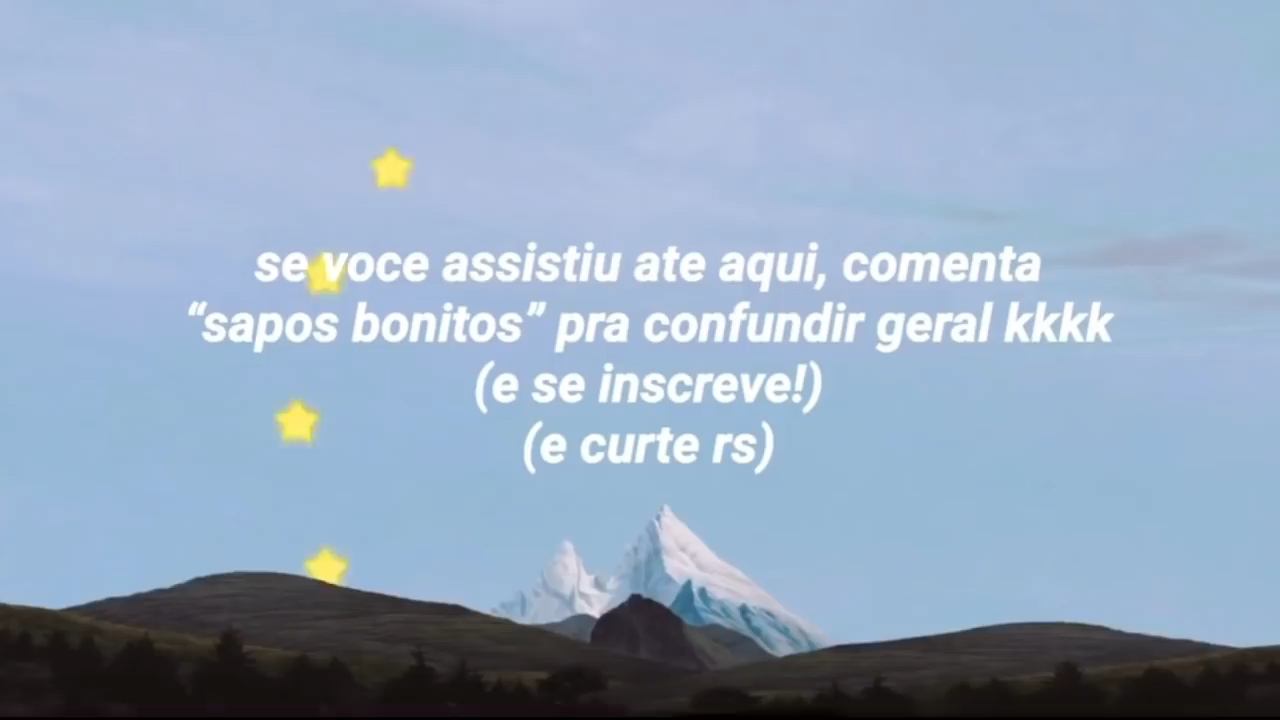 se voce assistiu ate aqui, comenta
“sapos bonitos” pra confundir geral kkkk
(e se inscreve!)
(e curte rs)